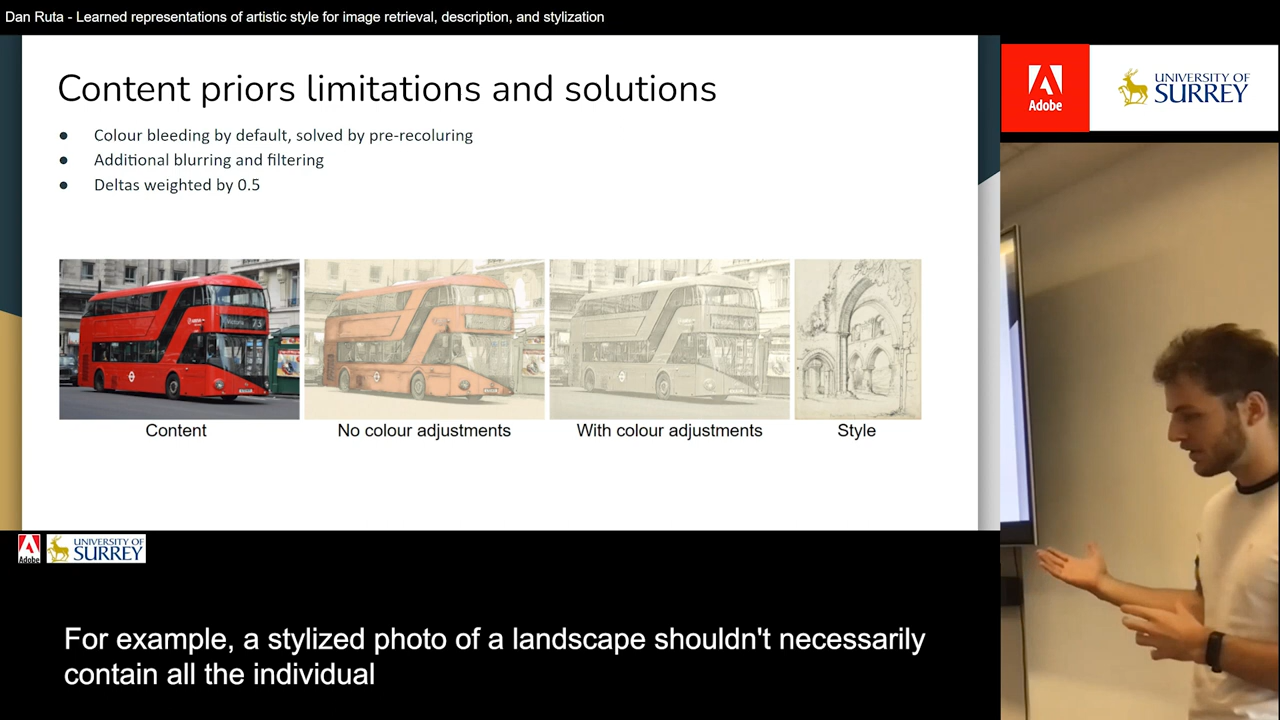 Dan Ruta - Learned representations of artistic style for image retrieval, description, and stylization
Content priors limitations and solutions
Colour bleeding by default, solved by pre-recoluring
Additional blurring and filtering
Deltas weighted by 0.5
Content
No colour adjustments
With colour adjustments
Style
Adobe
UNIVERSITY OF
SURREY
Adobe
UNIVERSITY OF
SURREY
For example, a stylized photo of a landscape shouldn't necessarily
contain all the individual